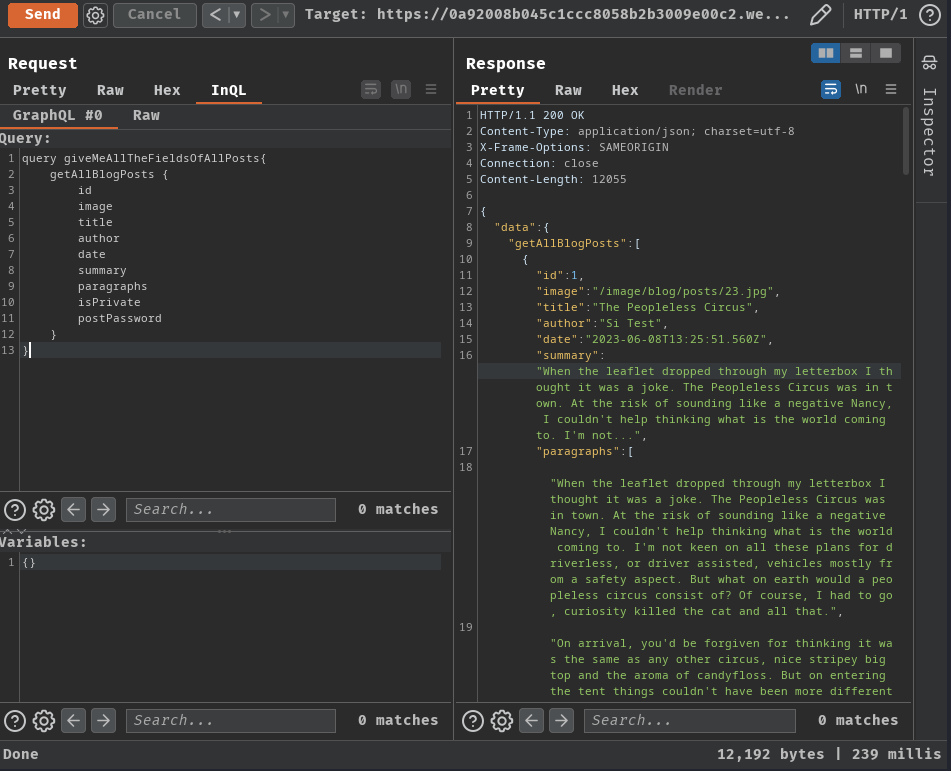 Send Cancel < > Target: https://0a92008b045c1ccc8058b2b3009e00c2.we... HTTP/1 ?
Request
Pretty Raw Hex InQL \n
GraphQL #0 Raw
Query:
1 query giveMeAllTheFieldsOfAllPosts{
2 getAllBlogPosts {
3 id
4 image
5 title
6 author
7 date
8 summary
9 paragraphs
10 isPrivate
11 postPassword
12 }
13 }
? Search... 0 matches
Variables:
1 {}
? Search... 0 matches
Response
Pretty Raw Hex Render \n
1 HTTP/1.1 200 OK
2 Content-Type: application/json; charset=utf-8
3 X-Frame-Options: SAMEORIGIN
4 Connection: close
5 Content-Length: 12055
6
7 {
8 "data":{
9 "getAllBlogPosts":[
10 {
11 "id":1,
12 "image":"/image/blog/posts/23.jpg",
13 "title":"The Peopleless Circus",
14 "author":"Si Test",
15 "date":"2023-06-08T13:25:51.560Z",
16 "summary":
"When the leaflet dropped through my letterbox I th
ought it was a joke. The Peopleless Circus was in t
own. At the risk of sounding like a negative Nancy,
I couldn't help thinking what is the world coming
to. I'm not...",
17 "paragraphs":[
18
"When the leaflet dropped through my letterbox I
thought it was a joke. The Peopleless Circus was
in town. At the risk of sounding like a negative
Nancy, I couldn't help thinking what is the world
coming to. I'm not keen on all these plans for d
riverless, or driver assisted, vehicles mostly fr
om a safety aspect. But what on earth would a peo
pleless circus consist of? Of course, I had to go
, curiosity killed the cat and all that.",
19
"On arrival, you'd be forgiven for thinking it wa
s the same as any other circus, nice stripey big
top and the aroma of candyfloss. But on entering
the tent things couldn't have been more different
? Search... 0 matches
Inspector
Done 12,192 bytes | 239 millis